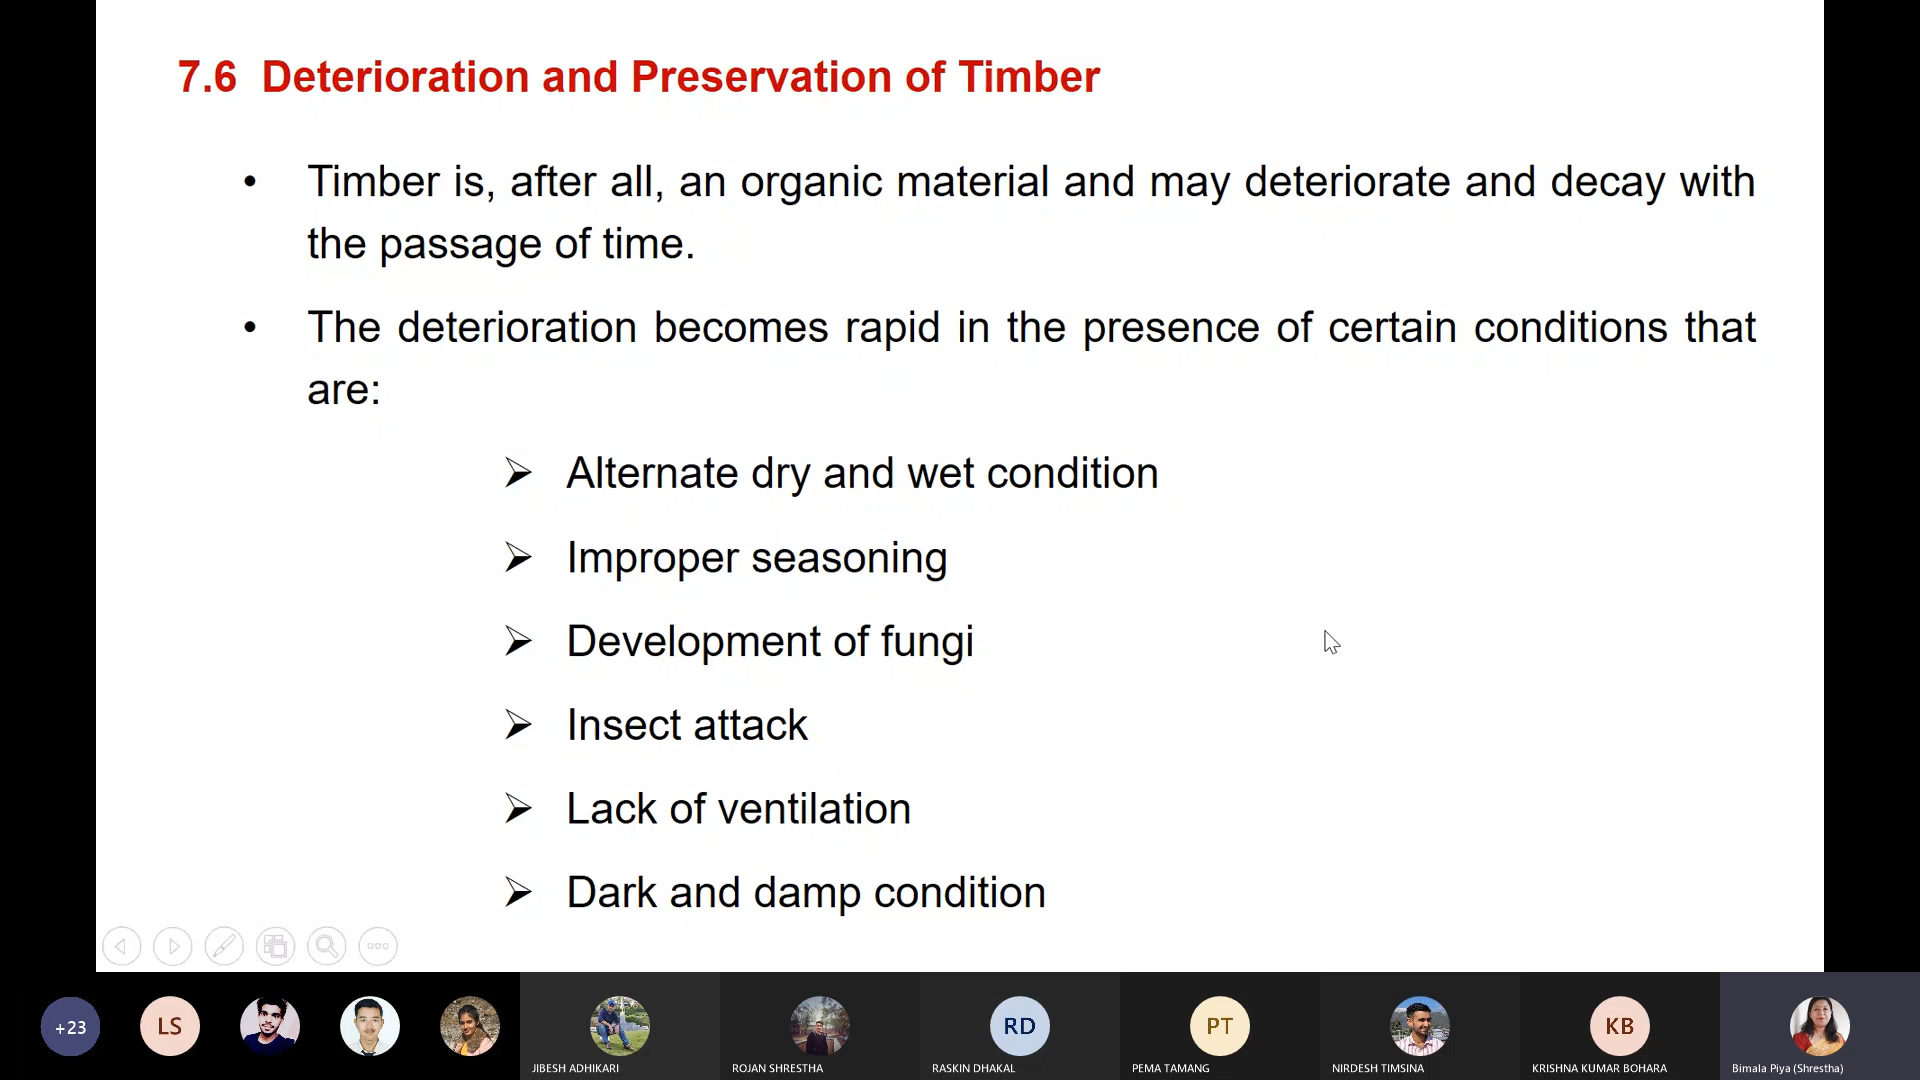 7.6 Deterioration and Preservation of Timber
• Timber is, after all, an organic material and may deteriorate and decay with
the passage of time.
• The deterioration becomes rapid in the presence of certain conditions that
are:
➢ Alternate dry and wet condition
➢ Improper seasoning
➢ Development of fungi
➢ Insect attack
➢ Lack of ventilation
➢ Dark and damp condition
+23
LS
RD
PT
KB
JIBESH ADHIKARI
ROJAN SHRESTHA
RASKIN DHAKAL
PEMA TAMANG
NIRDESH TIMSINA
KRISHNA KUMAR BOHARA
Bimala Piya (Shrestha)